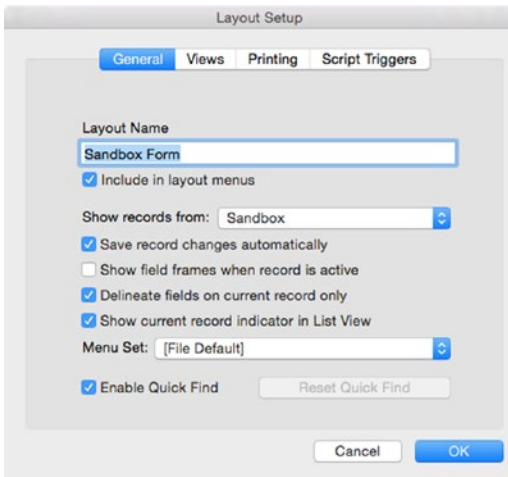 Layout Setup
General Views Printing Script Triggers
Layout Name
Sandbox Form
Include in layout menus
Show records from: Sandbox
Save record changes automatically
Show field frames when record is active
Delineate fields on current record only
Show current record indicator in List View
Menu Set: [File Default]
Enable Quick Find Reset Quick Find
Cancel OK